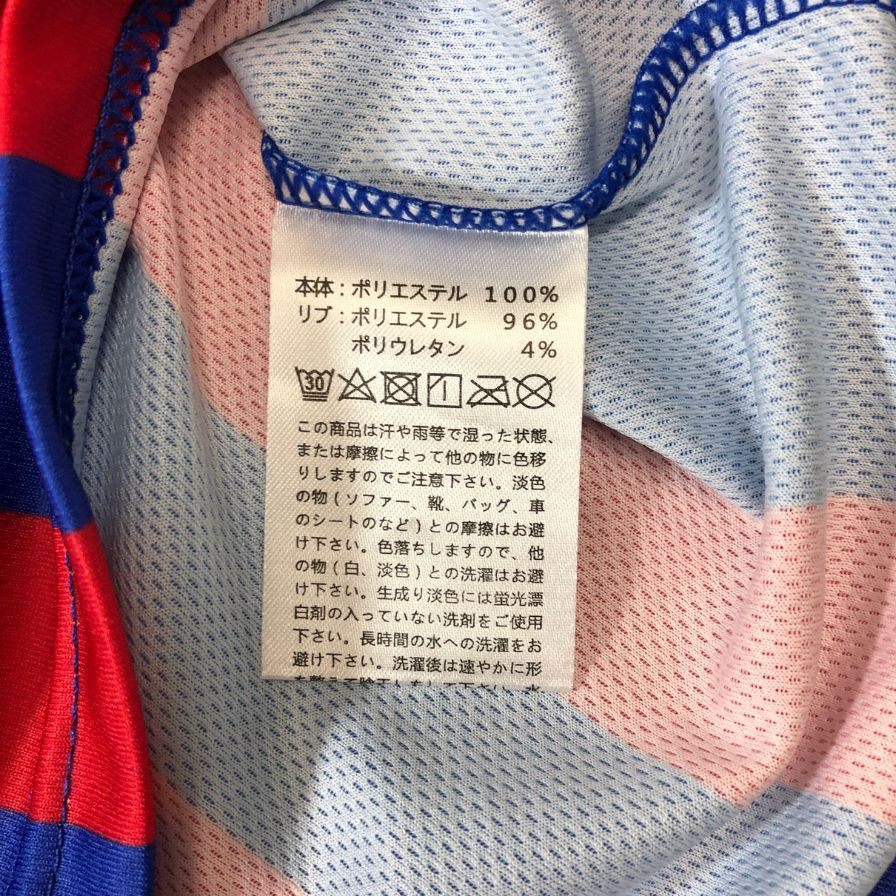 本体：ポリエステル 100%
リブ：ポリエステル 96%
ポリウレタン 4%
30
この商品は汗や雨等で湿った状態、
または摩擦によって他の物に色移
りしますのでご注意下さい。淡色
の物（ソファー、靴、バッグ、車
のシートのなど）との摩擦はお避
け下さい。色落ちしますので、他
の物（白、淡色）との洗濯はお避
け下さい。生成り淡色には蛍光漂
白剤の入っていない洗剤をご使用
下さい。長時間の水への洗濯をお
避け下さい。洗濯後は速やかに形